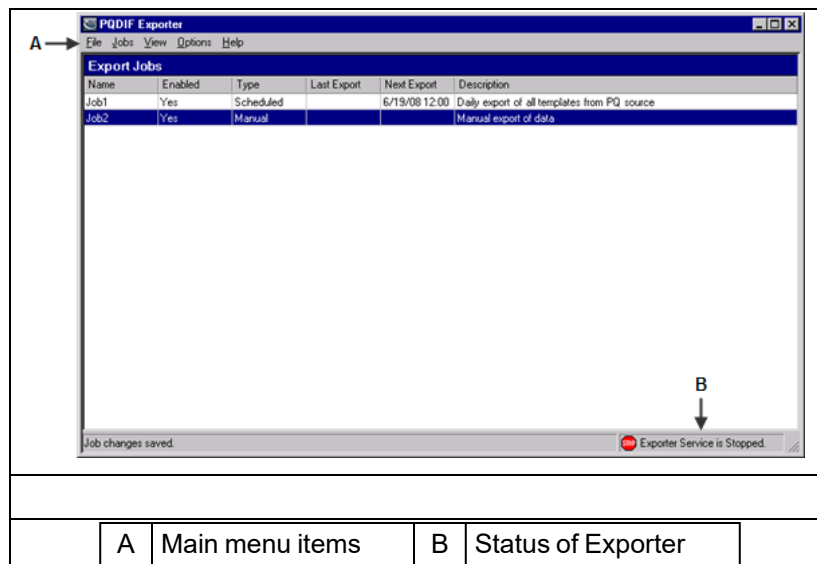 PQDIF Exporter
A
File Jobs View Options Help
Export Jobs
Name Enabled Type Last Export Next Export Description
Job1 Yes Scheduled 6/19/08 12:00 Daily export of all templates from PQ source
Job2 Yes Manual Manual export of data
B
Job changes saved.
STOP Exporter Service is Stopped.
A Main menu items B Status of Exporter